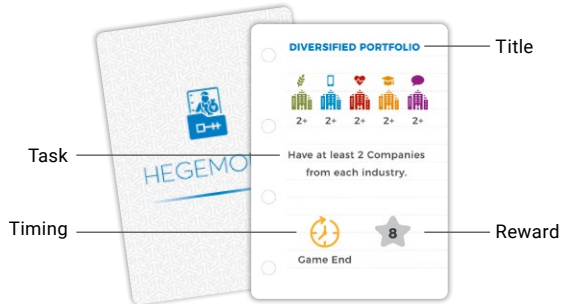 DIVERSIFIED PORTFOLIO
Title
2+ 2+ 2+ 2+ 2+
Task
Have at least 2 Companies
from each industry.
HEGEMO
Timing
8
Reward
Game End